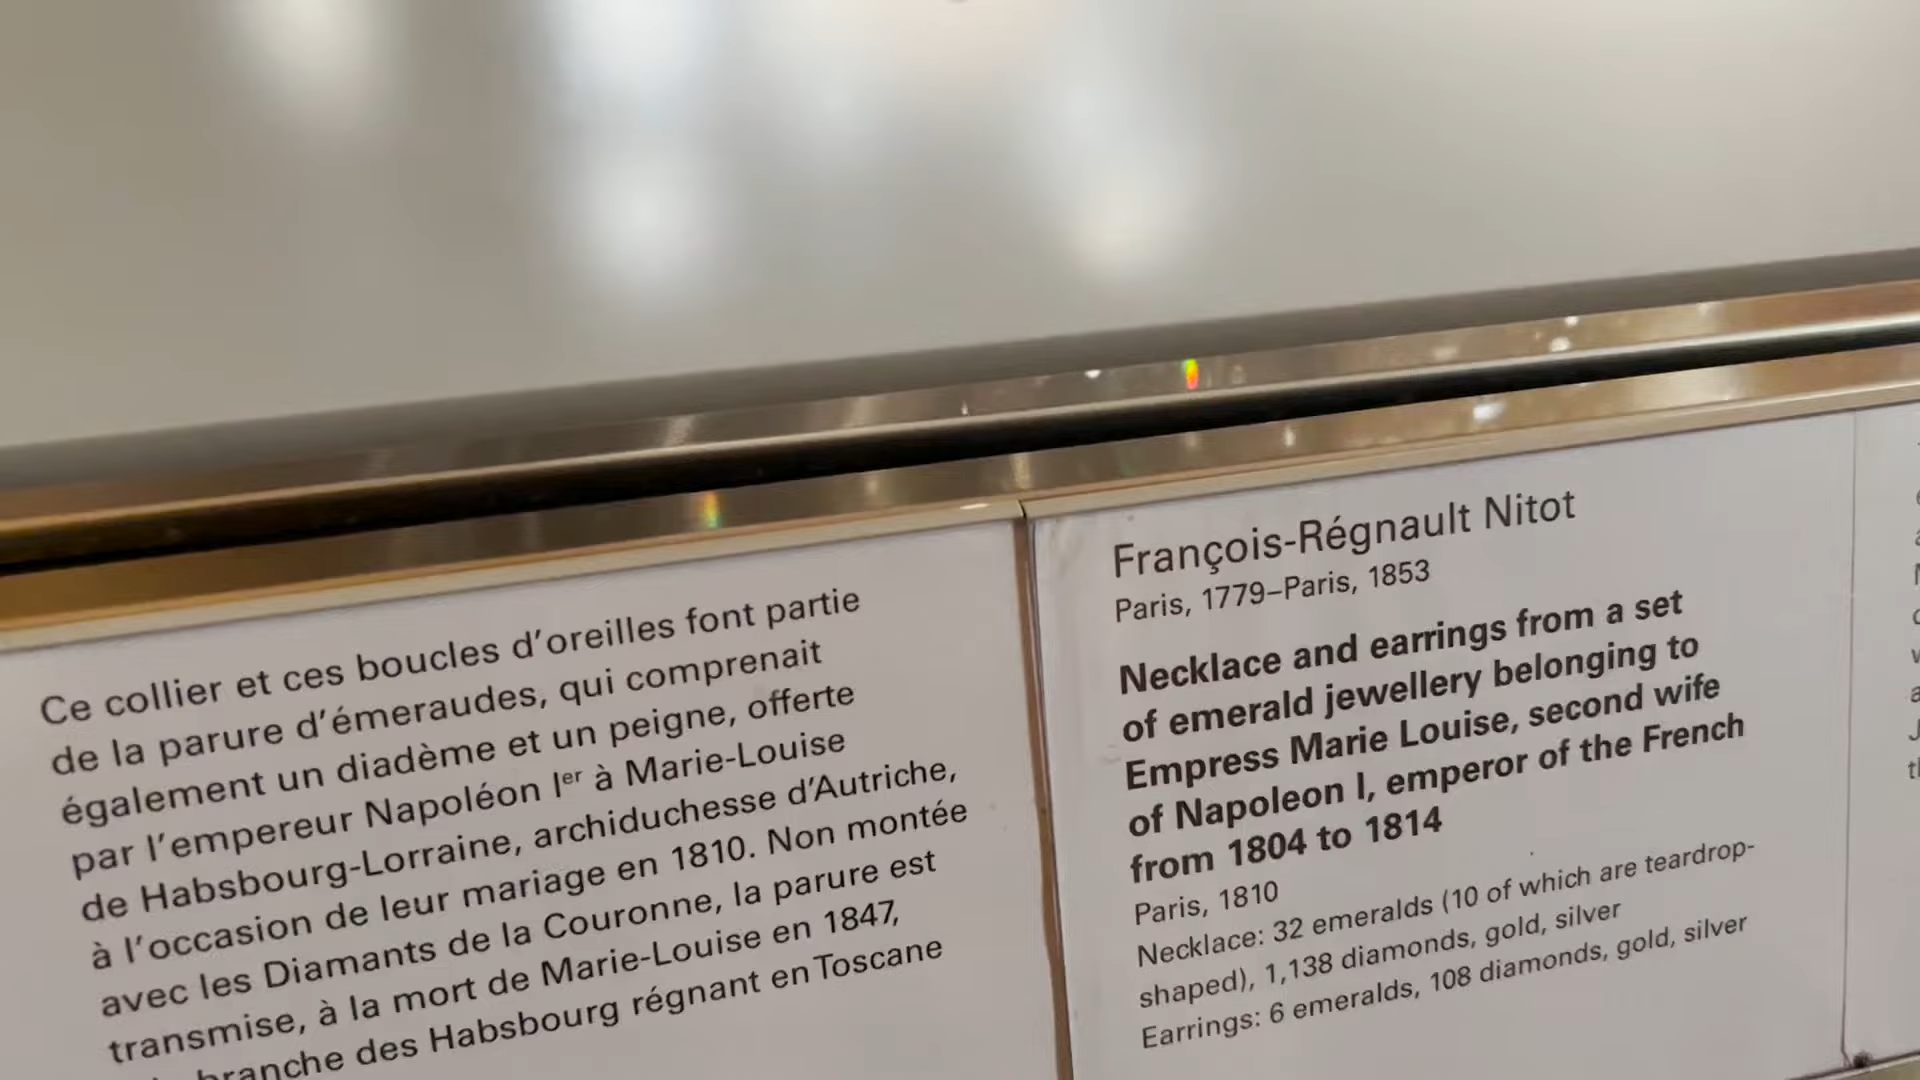 Ce collier et ces boucles d'oreilles font partie
de la parure d'émeraudes, qui comprenait
également un diadème et un peigne, offerte
par l'empereur Napoléon Ier à Marie-Louise
de Habsbourg-Lorraine, archiduchesse d'Autriche,
à l'occasion de leur mariage en 1810. Non montée
avec les Diamants de la Couronne, la parure est
transmise, à la mort de Marie-Louise en 1847,
branche des Habsbourg régnant en Toscane
François-Régnault Nitot
Paris, 1779–Paris, 1853
Necklace and earrings from a set
of emerald jewellery belonging to
Empress Marie Louise, second wife
of Napoleon I, emperor of the French
from 1804 to 1814
Paris, 1810
Necklace: 32 emeralds (10 of which are teardrop-
shaped), 1,138 diamonds, gold, silver
Earrings: 6 emeralds, 108 diamonds, gold, silver